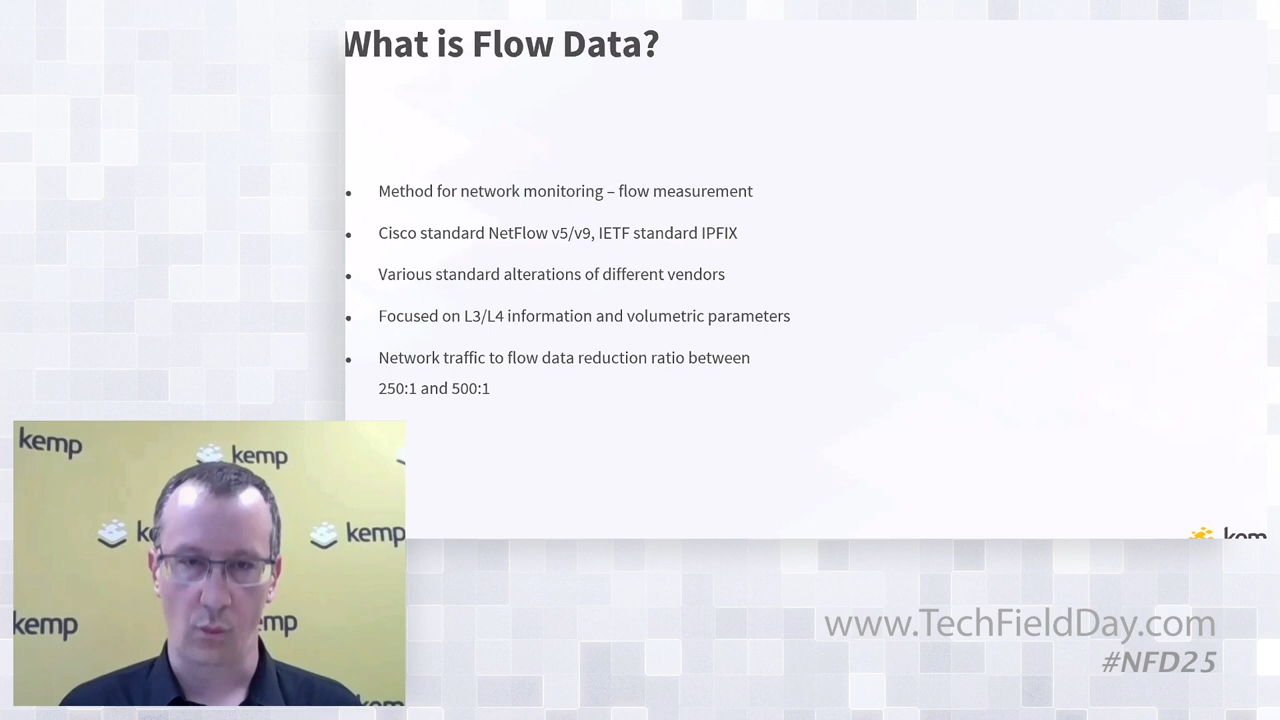 What is Flow Data?
• Method for network monitoring – flow measurement
• Cisco standard NetFlow v5/v9, IETF standard IPFIX
• Various standard alterations of different vendors
• Focused on L3/L4 information and volumetric parameters
• Network traffic to flow data reduction ratio between
250:1 and 500:1
kemp
kemp
kemp
kemp
www.TechFieldDay.com
#NFD25